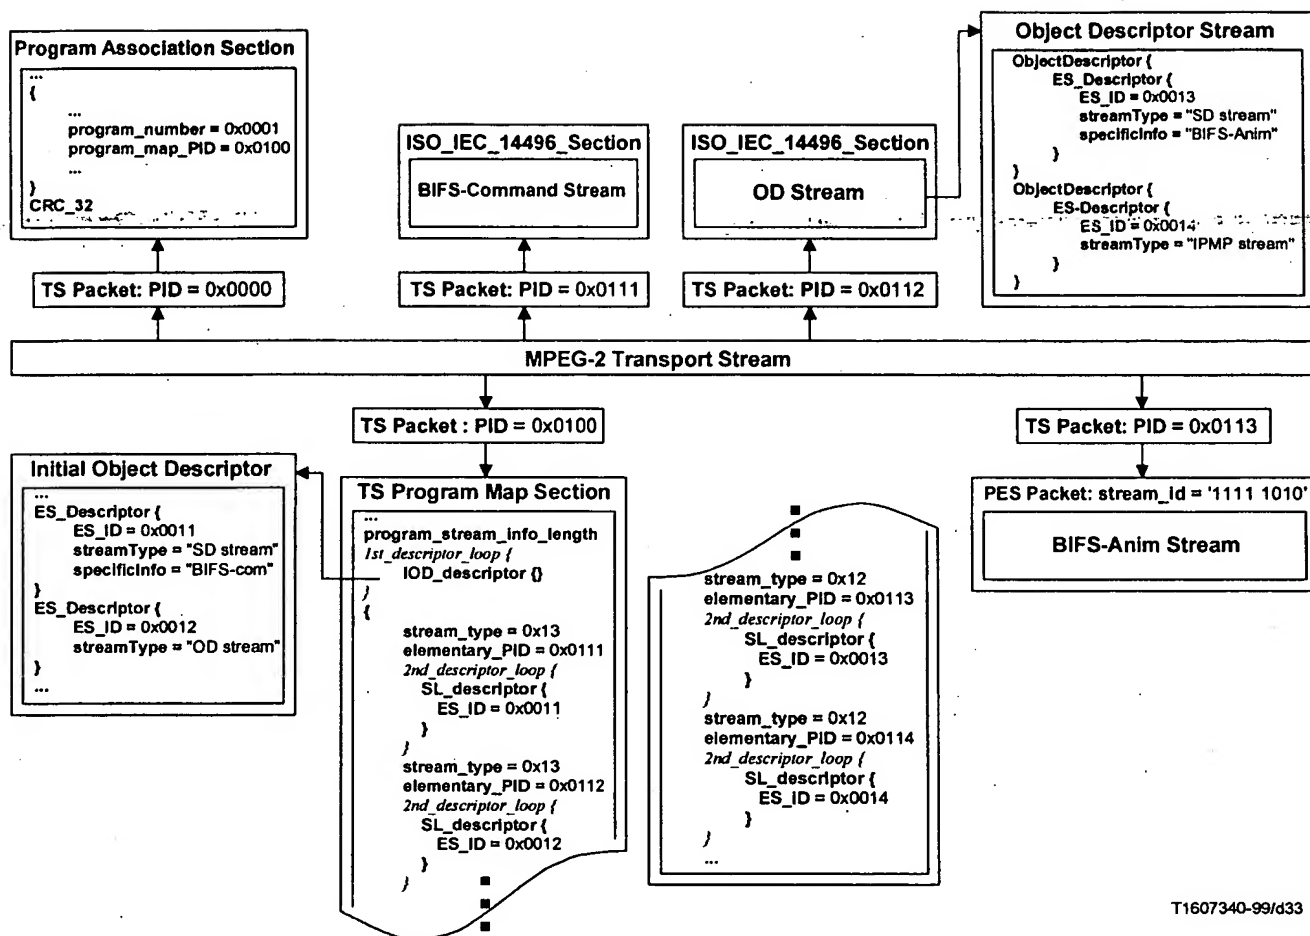 Program Association Section
...
{
...
program_number = 0x0001
program_map_PID = 0x0100
...
}
CRC_32
TS Packet: PID = 0x0000
ISO_IEC_14496_Section
BIFS-Command Stream
TS Packet: PID = 0x0111
ISO_IEC_14496_Section
OD Stream
TS Packet: PID = 0x0112
Object Descriptor Stream
ObjectDescriptor {
ES_Descriptor {
ES_ID = 0x0013
streamType = "SD stream"
specificInfo = "BIFS-Anim"
}
}
ObjectDescriptor {
ES-Descriptor {
ES_ID = 0x0014
streamType = "IPMP stream"
}
}
MPEG-2 Transport Stream
TS Packet : PID = 0x0100
TS Packet: PID = 0x0113
Initial Object Descriptor
...
ES_Descriptor {
ES_ID = 0x0011
streamType = "SD stream"
specificInfo = "BIFS-com"
}
ES_Descriptor {
ES_ID = 0x0012
streamType = "OD stream"
}
...
TS Program Map Section
...
program_stream_info_length
1st_descriptor_loop {
IOD_descriptor {}
}
{
stream_type = 0x13
elementary_PID = 0x0111
2nd_descriptor_loop {
SL_descriptor {
ES_ID = 0x0011
}
}
stream_type = 0x13
elementary_PID = 0x0112
2nd_descriptor_loop {
SL_descriptor {
ES_ID = 0x0012
}
}
stream_type = 0x12
elementary_PID = 0x0113
2nd_descriptor_loop {
SL_descriptor {
ES_ID = 0x0013
}
}
stream_type = 0x12
elementary_PID = 0x0114
2nd_descriptor_loop {
SL_descriptor {
ES_ID = 0x0014
}
}
...
PES Packet: stream_id = '1111 1010'
BIFS-Anim Stream
T1607340-99/d33